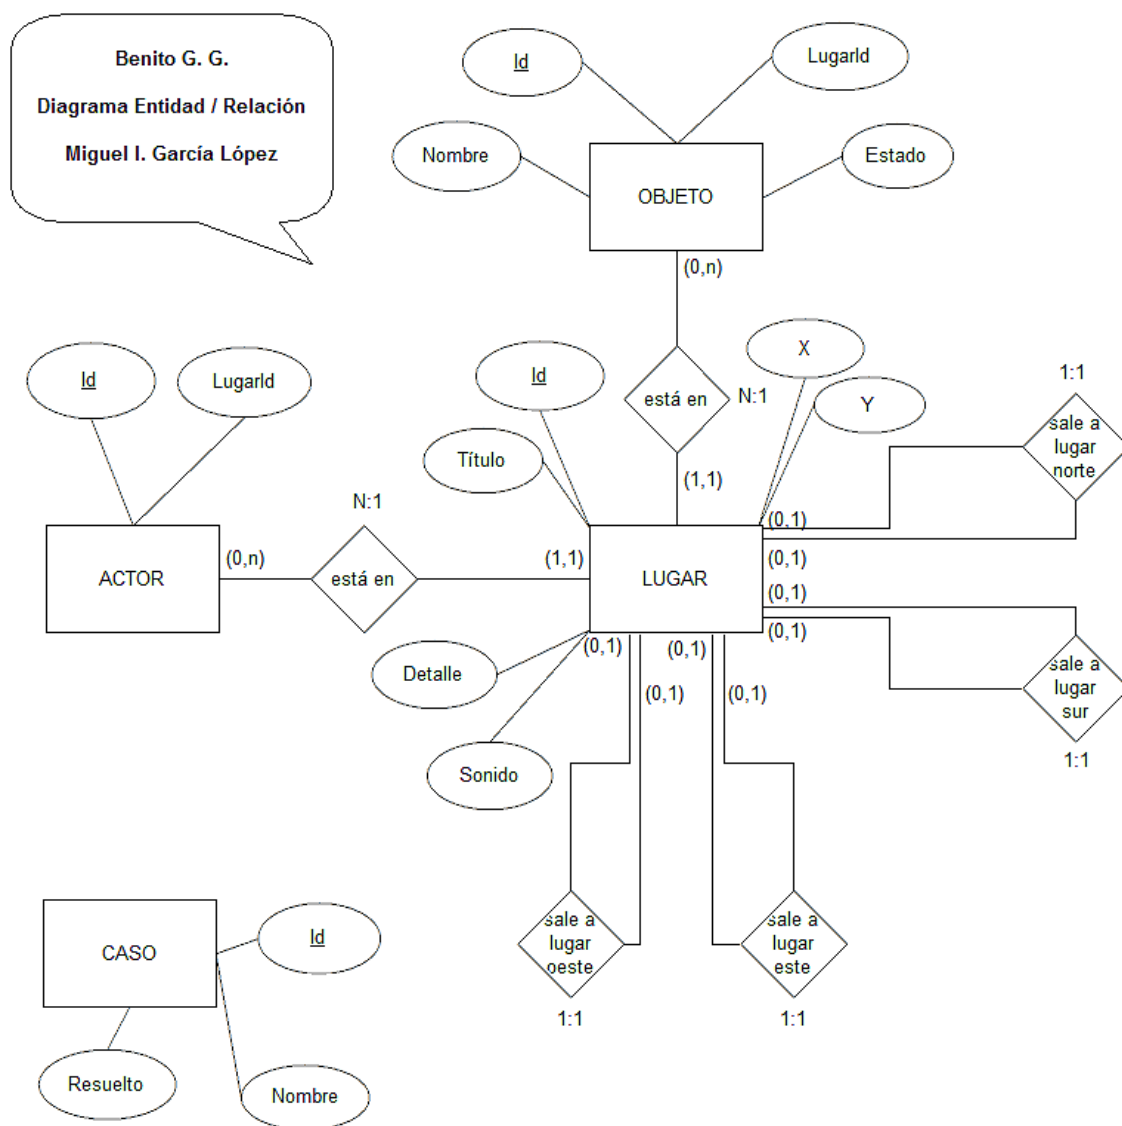 Benito G. G.
Diagrama Entidad / Relación
Miguel I. García López
Id
LugarId
Nombre
Estado
OBJETO
(0,n)
está en
N:1
(1,1)
X
Y
Id
LugarId
Id
Título
1:1
sale a
lugar
norte
ACTOR
(0,n)
N:1
está en
(1,1)
LUGAR
(0,1)
(0,1)
(0,1)
(0,1)
sale a
lugar
sur
1:1
Detalle
Sonido
(0,1)
(0,1)
(0,1)
(0,1)
sale a
lugar
oeste
1:1
sale a
lugar
este
1:1
CASO
Id
Resuelto
Nombre